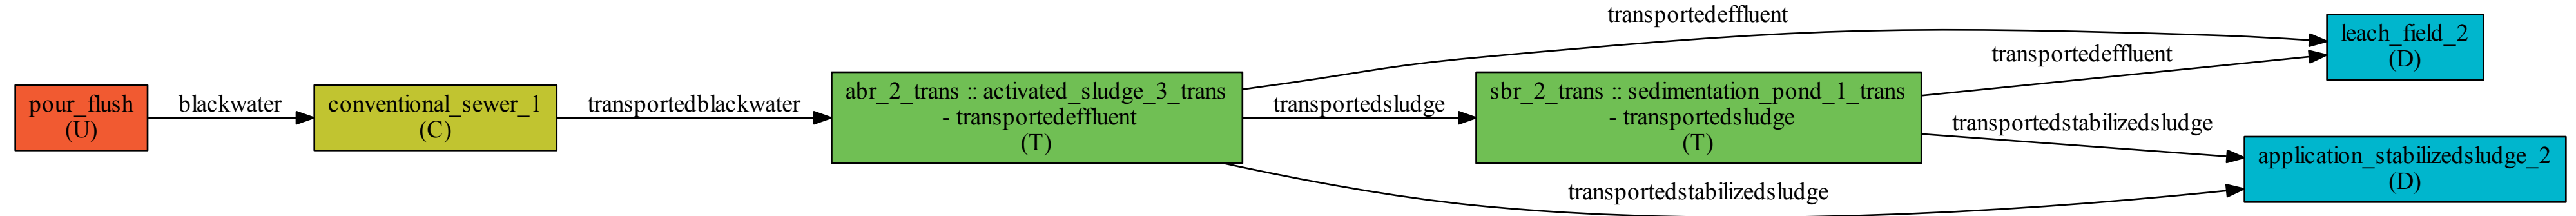 pour_flush
(U)
blackwater
conventional_sewer_1
(C)
transportedblackwater
abr_2_trans :: activated_sludge_3_trans
- transportedeffluent
(T)
transportedeffluent
transportedsludge
transportedstabilizedsludge
sbr_2_trans :: sedimentation_pond_1_trans
- transportedsludge
(T)
transportedeffluent
transportedstabilizedsludge
leach_field_2
(D)
application_stabilizedsludge_2
(D)